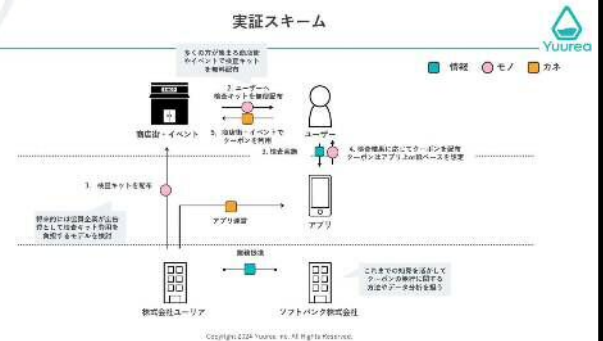 実証スキーム
Yuurea
情報
モノ
カネ
多くの方が集まる商店街
やイベントで検査キット
を無料配布
2. ユーザーへ
検査キットを無償配布
5. 商店街・イベントで
クーポンを利用
商店街・イベント
ユーザー
3. 検査実施
4. 検査結果に応じてクーポンを配布
クーポンはアプリ上or紙ベースを想定
1. 検査キットを配布
アプリ運営
アプリ
将来的には協賛企業が広告
費として検査キット費用を
負担するモデルを検討
業務提携
これまでの知見を活かして
クーポンの発行に関する
方法やデータ分析を担う
株式会社ユーリア
ソフトバンク株式会社
Copyright 2024 Yuurea Inc. All Rights Reserved.